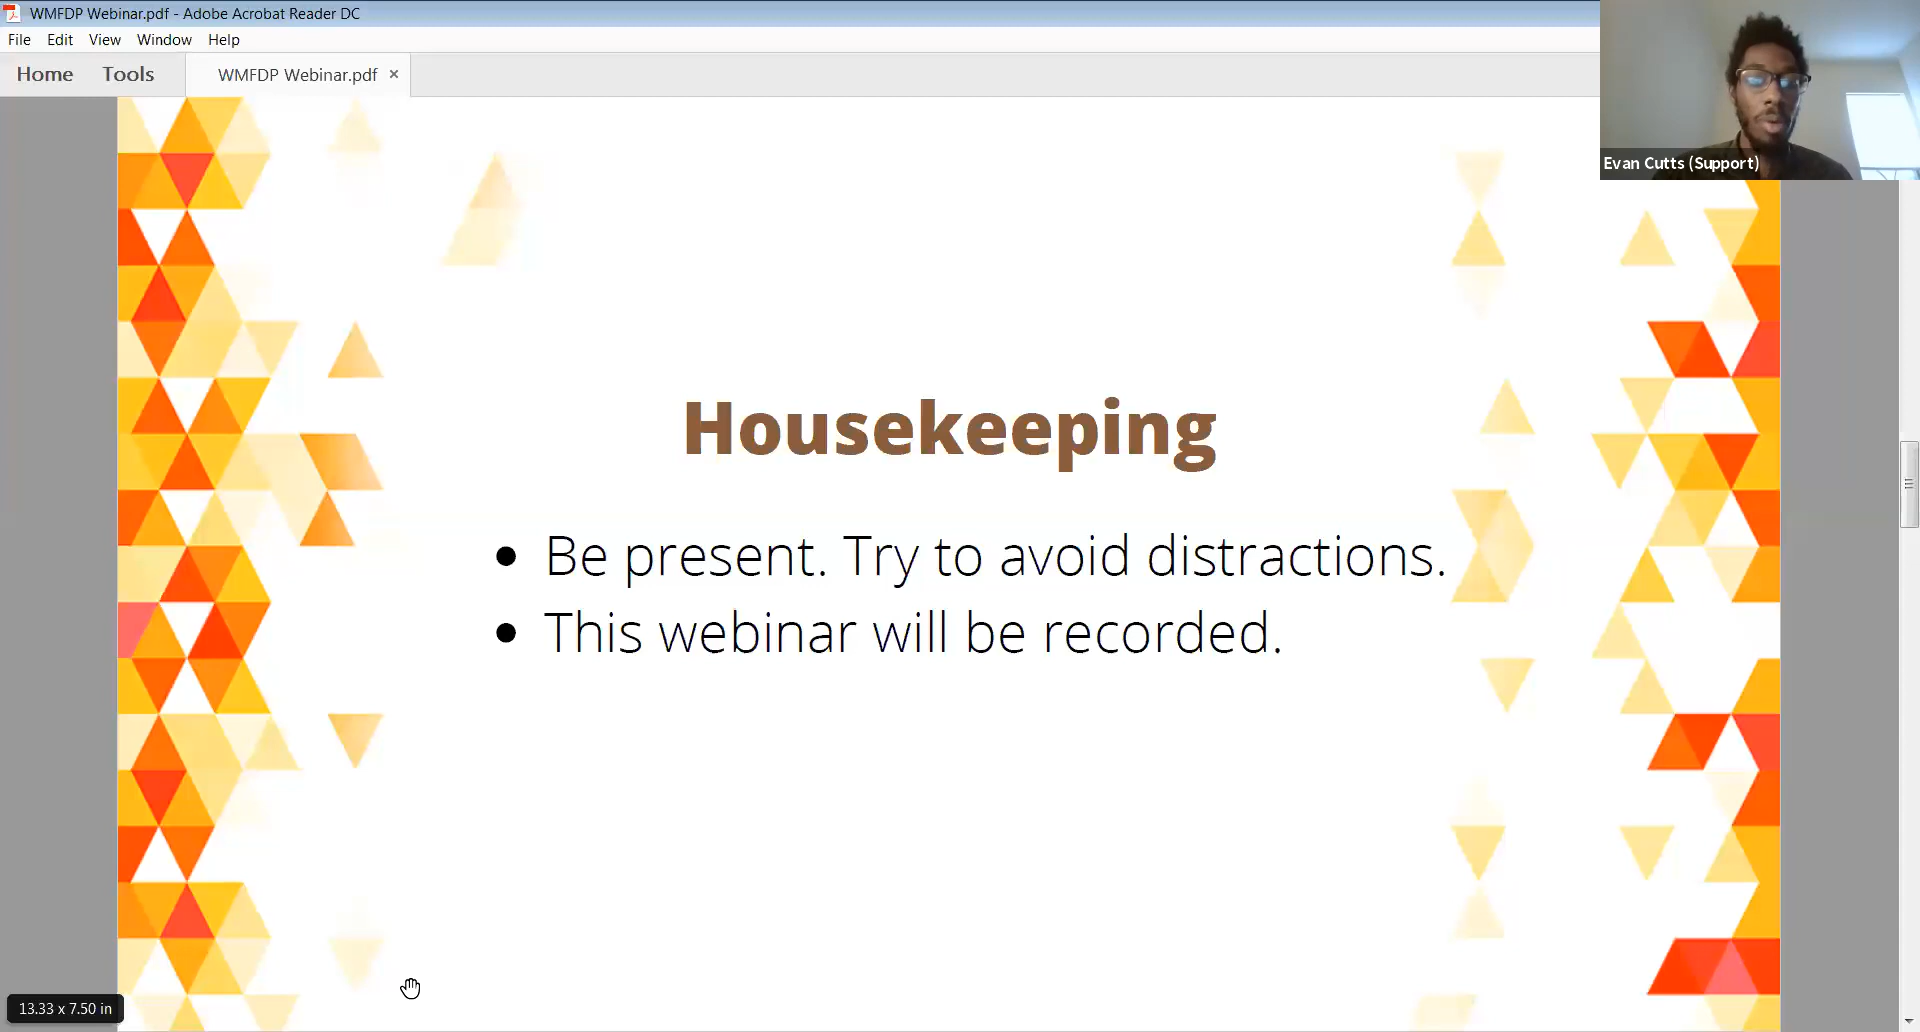 WMFDP Webinar.pdf - Adobe Acrobat Reader DC
File Edit View Window Help
Home Tools WMFDP Webinar.pdf ×
Evan Cutts (Support)
Housekeeping
• Be present. Try to avoid distractions.
• This webinar will be recorded.
13.33 x 7.50 in